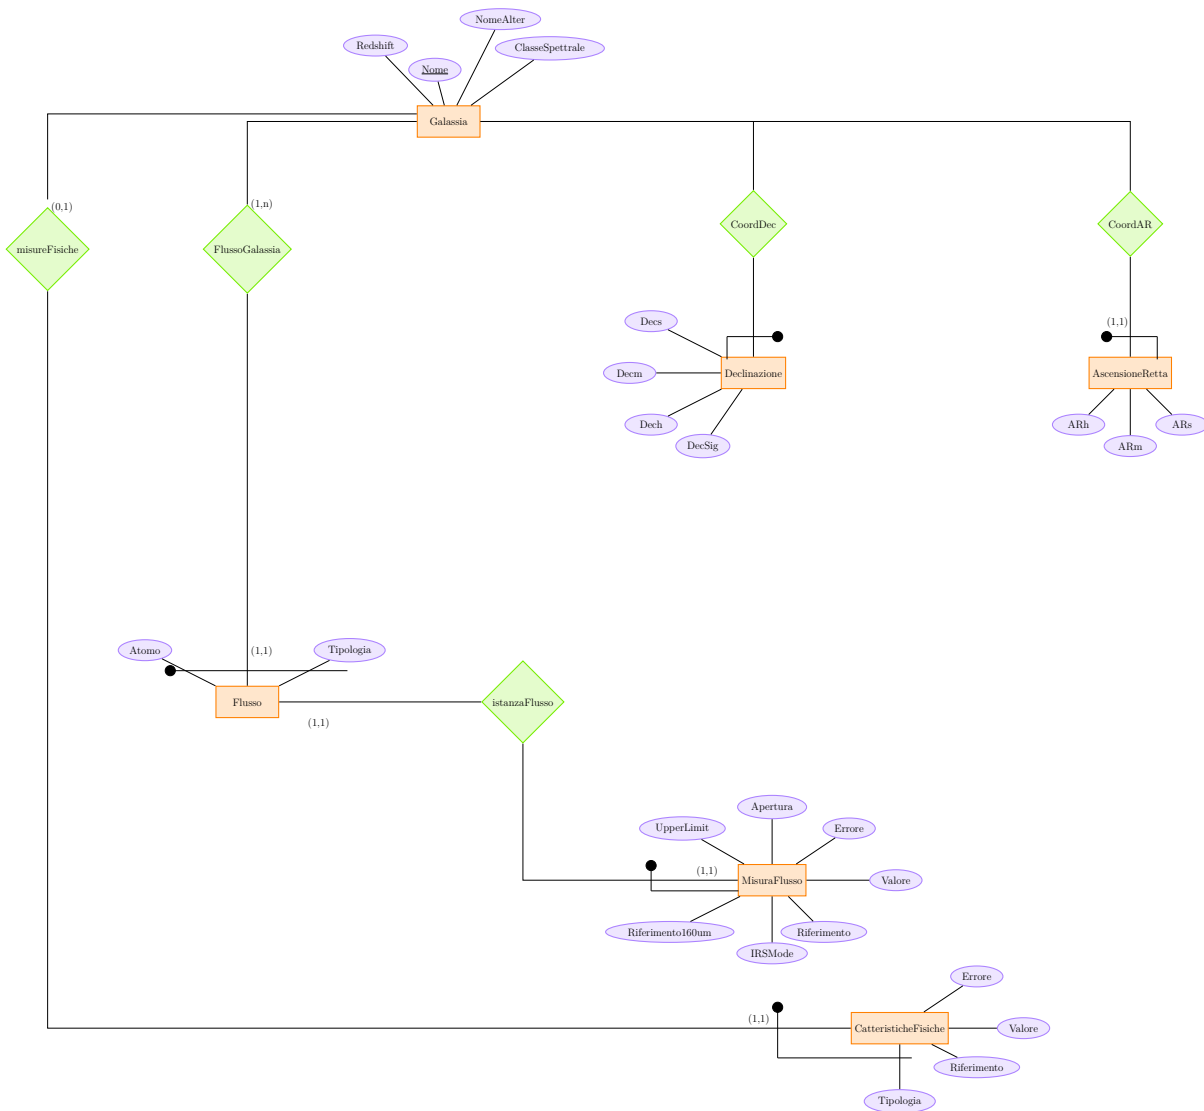 NomeAlter
Redshift
ClasseSpettrale
Nome
Galassia
(0,1)
(1,n)
misureFisiche
FlussoGalassia
CoordDec
CoordAR
Decs
(1,1)
Decm
Declinazione
AscensioneRetta
Dech
ARh
ARs
DecSig
ARm
Atomo
(1,1)
Tipologia
Flusso
istanzaFlusso
(1,1)
Apertura
UpperLimit
Errore
(1,1)
MisuraFlusso
Valore
Riferimento160um
Riferimento
IRSMode
Errore
(1,1)
CatteristicheFisiche
Valore
Riferimento
Tipologia